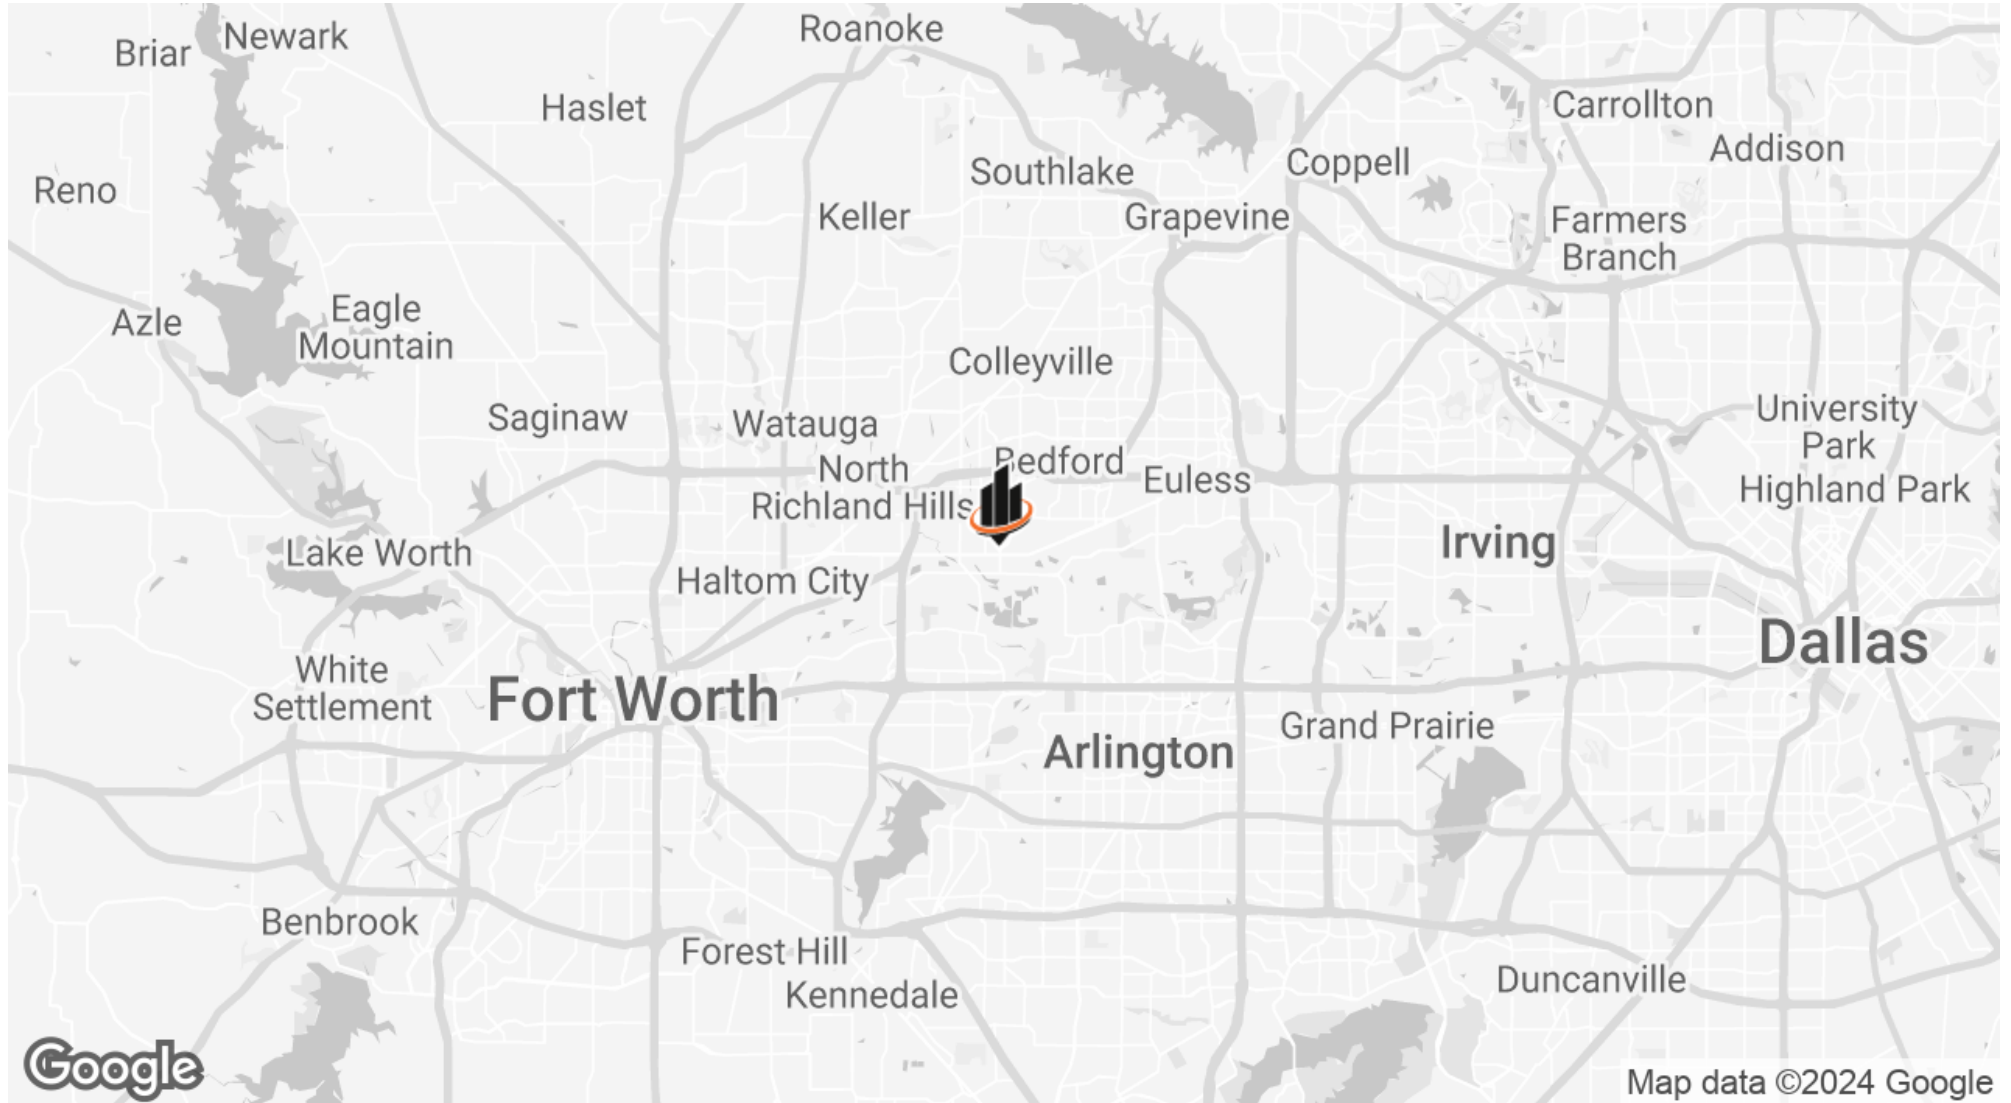 Newark
Briar
Roanoke
Haslet
Carrollton
Addison
Southlake
Coppell
Reno
Keller
Grapevine
Farmers
Branch
Azle
Eagle
Mountain
Colleyville
Saginaw
Watauga
University
Park
North
Richland Hills
Bedford
Euless
Highland Park
Lake Worth
Haltom City
Irving
White
Settlement
Fort Worth
Dallas
Arlington
Grand Prairie
Benbrook
Forest Hill
Kennedale
Duncanville
Google
Map data ©2024 Google